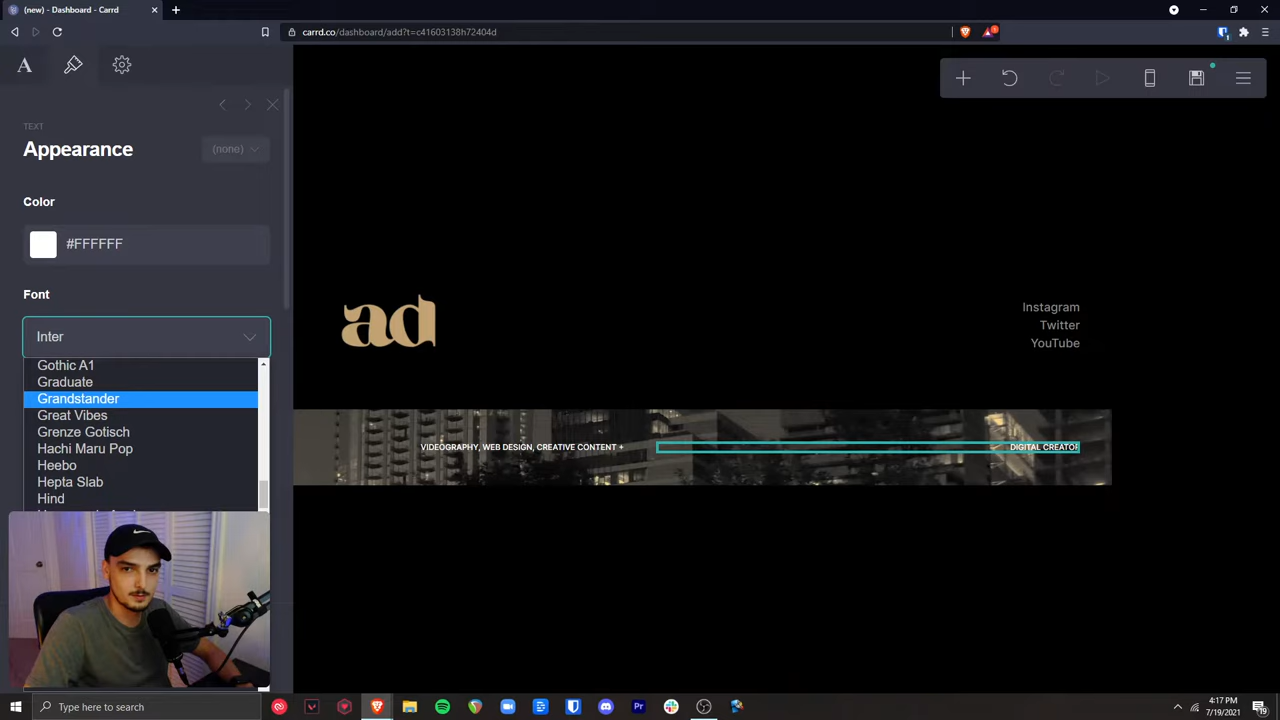 (new) - Dashboard - Carrd
carrd.co/dashboard/add?t=c41603138h72404d
TEXT
Appearance
(none)
Color
#FFFFFF
Font
Inter
Gothic A1
Graduate
Grandstander
Great Vibes
Grenze Gotisch
Hachi Maru Pop
Heebo
Hepta Slab
Hind
ad
Instagram
Twitter
YouTube
VIDEOGRAPHY, WEB DESIGN, CREATIVE CONTENT +
DIGITAL CREATOR
Type here to search
Pr
4:17 PM
7/19/2021